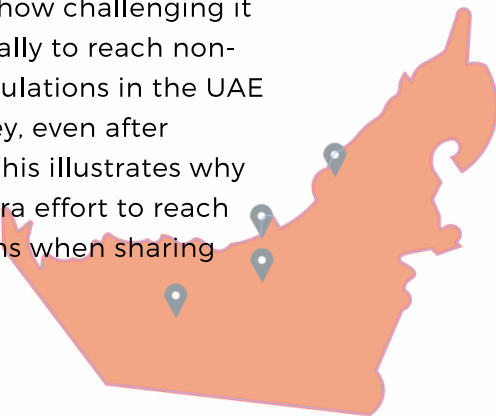 how challenging it
ally to reach non-
ulations in the UAE
ey, even after
his illustrates why
ra effort to reach
ns when sharing